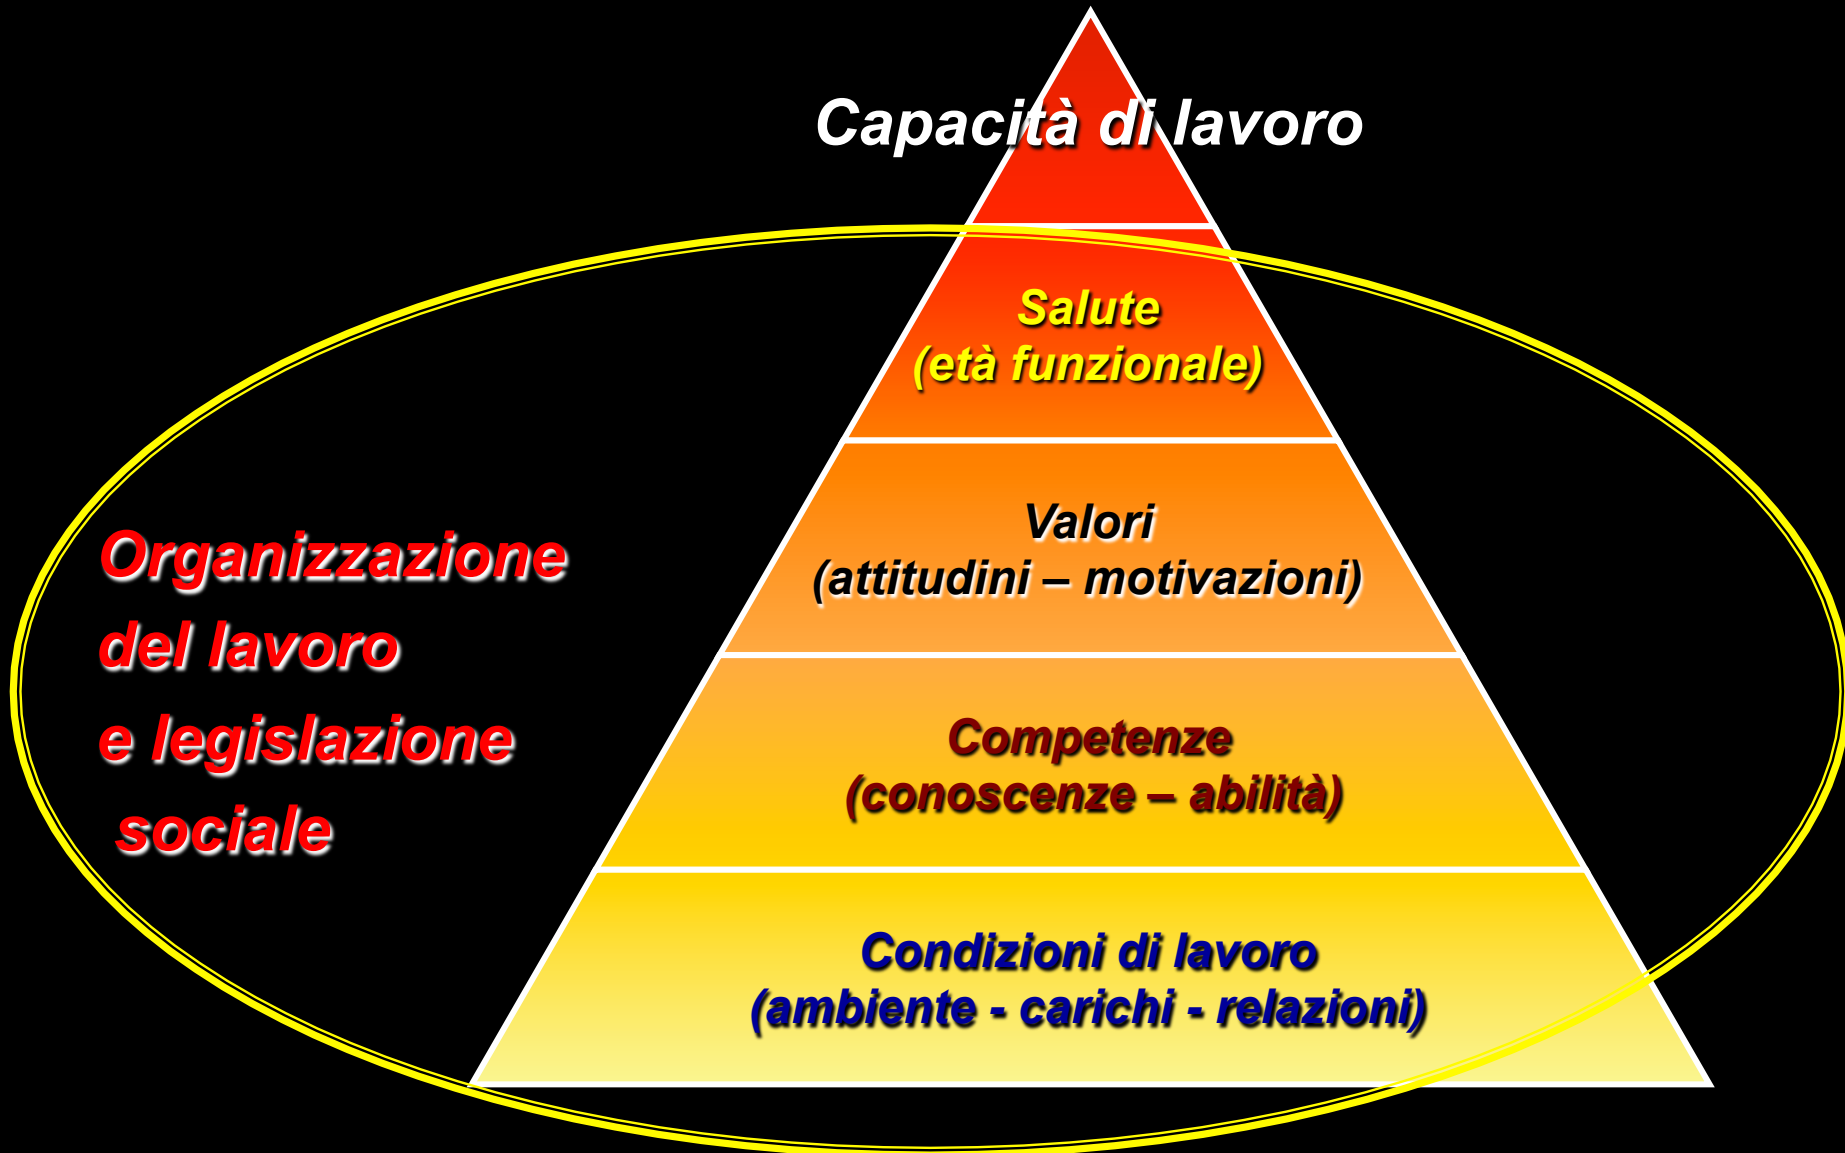 Capacità di lavoro
Salute
(età funzionale)
Valori
(attitudini – motivazioni)
Competenze
(conoscenze – abilità)
Condizioni di lavoro
(ambiente - carichi - relazioni)
Organizzazione
del lavoro
e legislazione
sociale